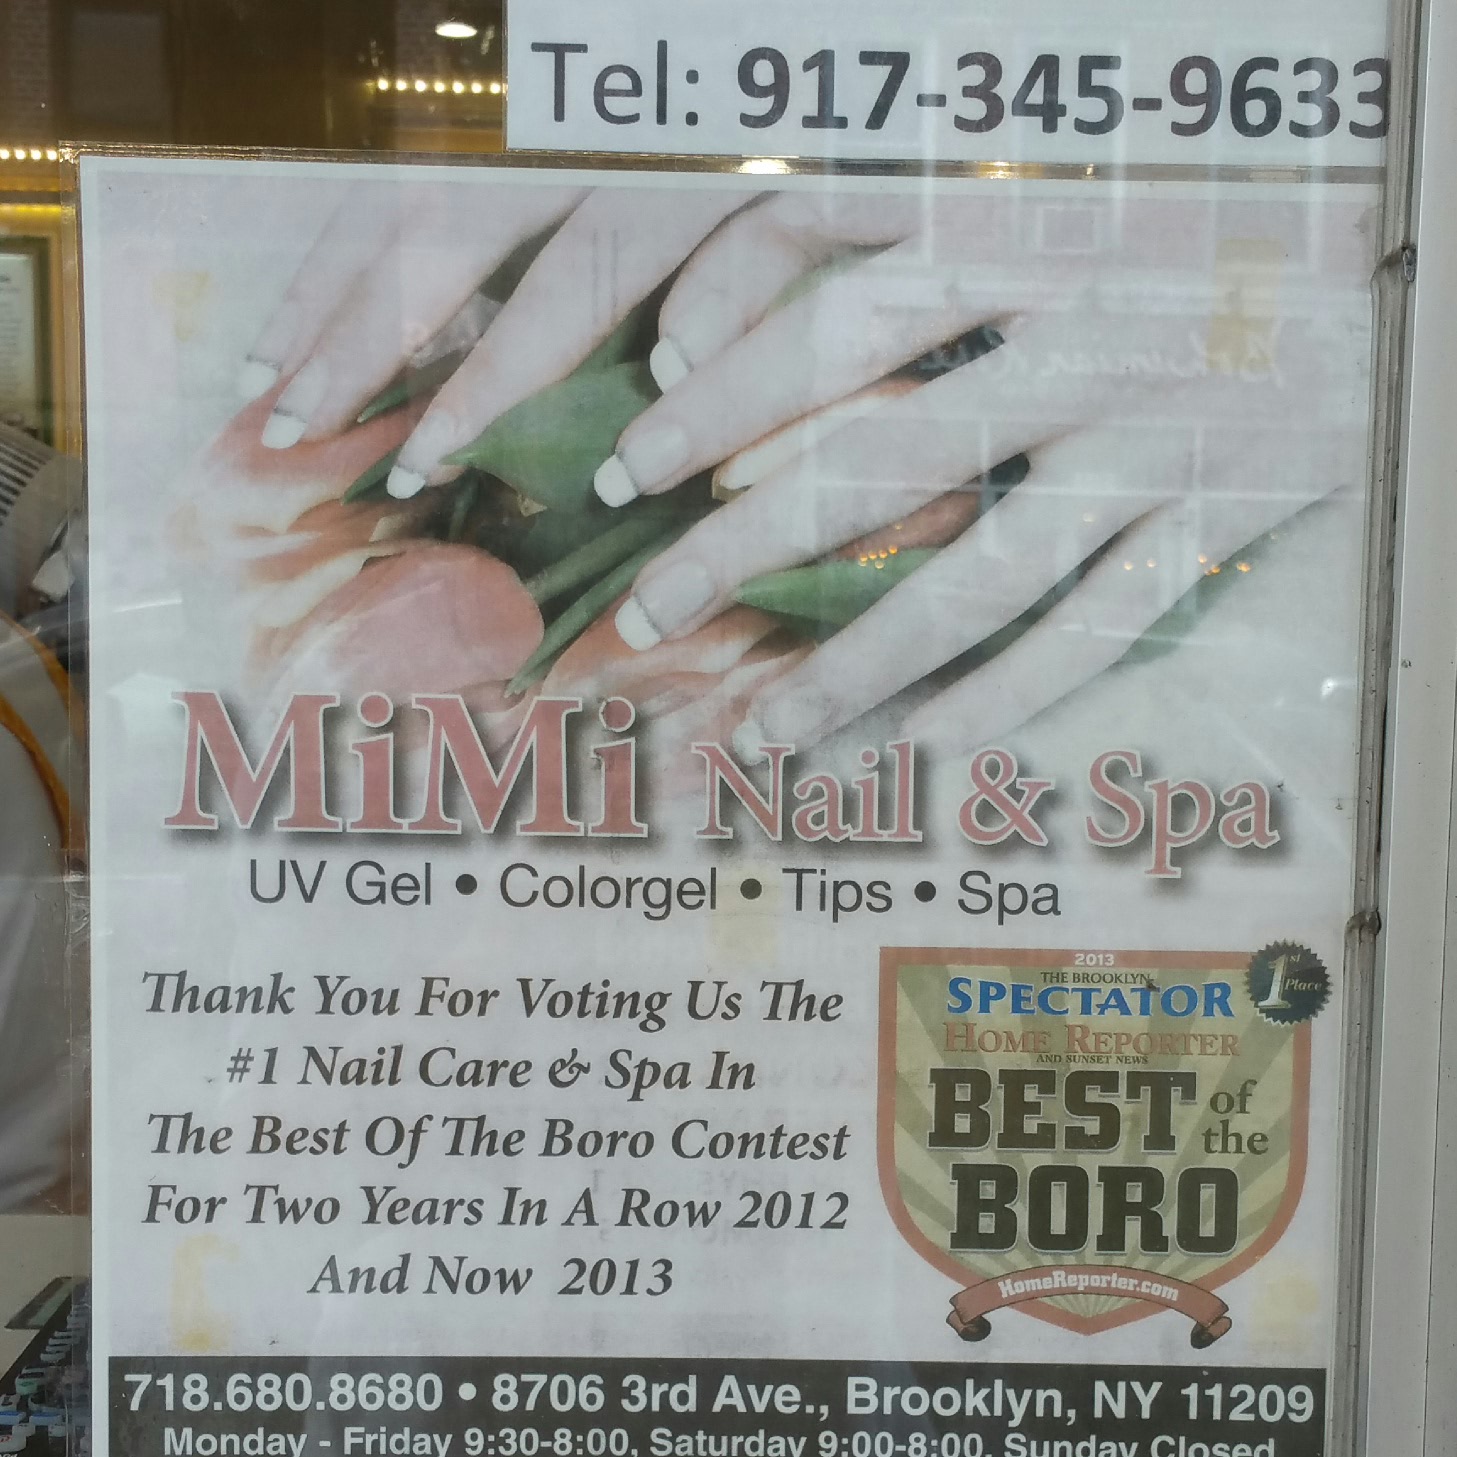 Tel: 917-345-9633
MiMi Nail & Spa
UV Gel • Colorgel • Tips • Spa
Thank You For Voting Us The
#1 Nail Care & Spa In
The Best Of The Boro Contest
For Two Years In A Row 2012
And Now 2013
2013
1st Place
THE BROOKLYN
SPECTATOR
HOME REPORTER
AND SUNSET NEWS
BEST of the
BORO
HomeReporter.com
718.680.8680 • 8706 3rd Ave., Brooklyn, NY 11209
Monday - Friday 9:30-8:00, Saturday 9:00-8:00, Sunday Closed